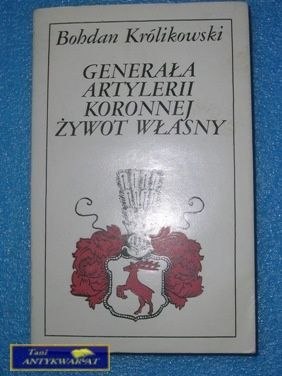 Bohdan Królikowski
GENERAŁA
ARTYLERII
KORONNEJ
ŻYWOT WŁASNY
Tani
ANTYKWARIAT